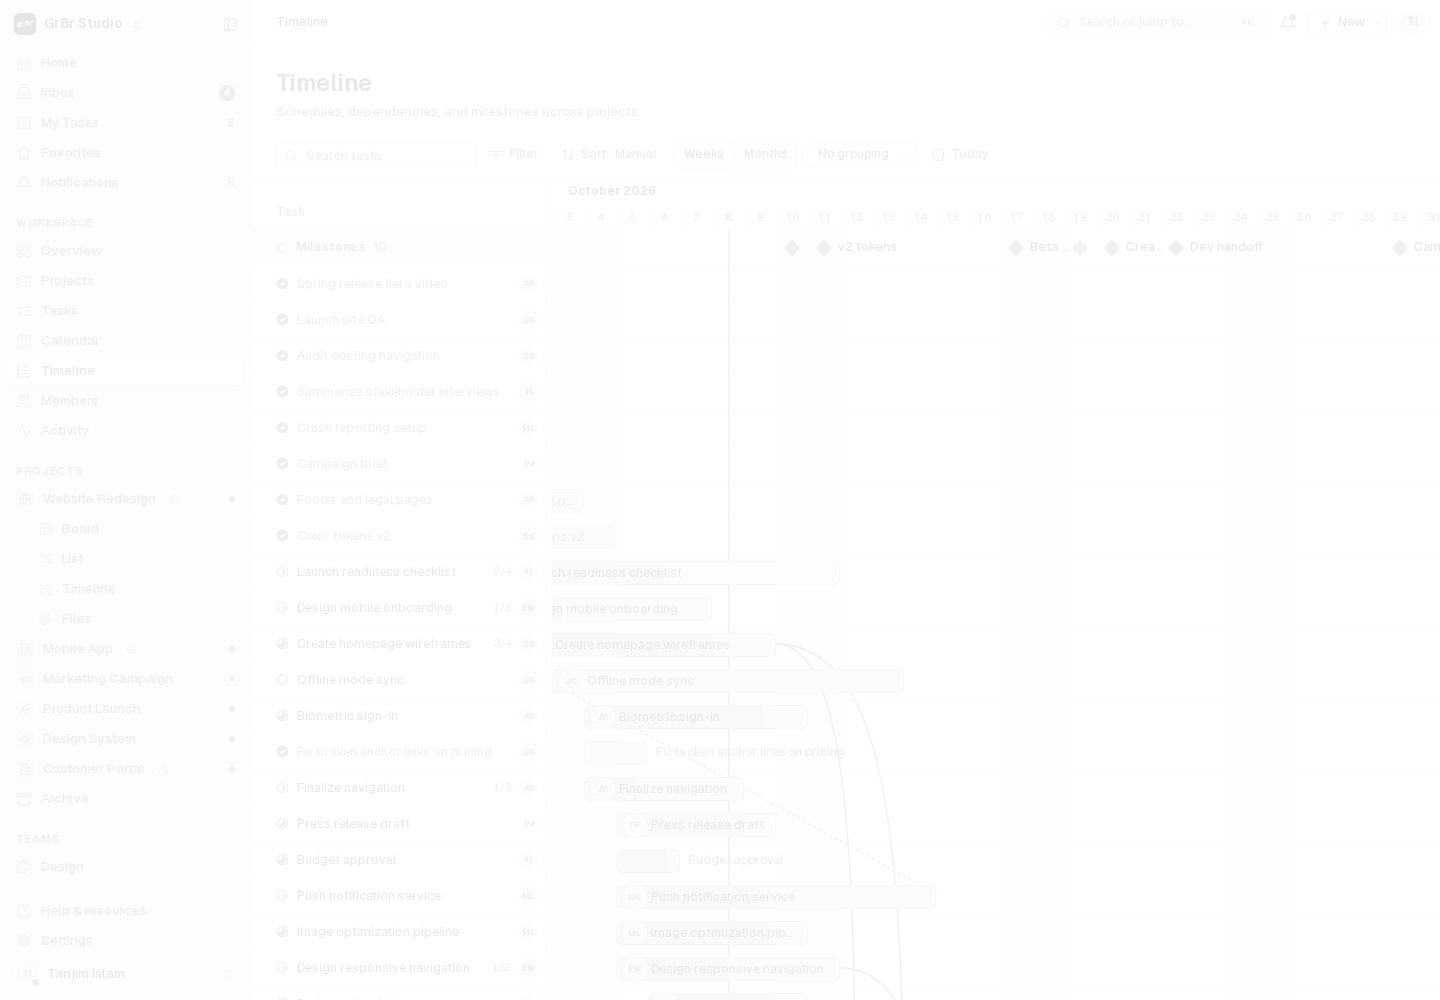 Gr8r Studio
Home
Inbox 4
My Tasks 2
Favorites
Notifications 6
WORKSPACE
Overview
Projects
Tasks
Calendar
Timeline
Members
Activity
PROJECTS
Website Redesign
Board
List
Timeline
Files
Mobile App
Marketing Campaign
Product Launch
Design System
Customer Portal
Archive
TEAMS
Design
Help & resources
Settings
TI Tanjim Islam
Timeline
Search or jump to... ⌘K
New
TI
Timeline
Schedules, dependencies, and milestones across projects.
Search tasks
Filter
Sort: Manual
Weeks Months
No grouping
Today
October 2026
Task
3 4 5 6 7 8 9 10 11 12 13 14 15 16 17 18 19 20 21 22 23 24 25 26 27 28 29 30
Milestones 10
v2 tokens
Beta ...
Crea...
Dev handoff
Cam
Spring release hero video PP
Launch site QA JC
Audit existing navigation SC
Summarize stakeholder interviews TI
Crash reporting setup ML
Campaign brief PP
Footer and legal pages PP
l p...
Color tokens v2 SC
nc v2
Launch readiness checklist 2/4 TI
ch readiness checklist
Design mobile onboarding 1/3 EW
gn mobile onboarding
Create homepage wireframes 3/4 SC
Create homepage wireframes
Offline mode sync JC
JC Offline mode sync
Biometric sign-in JC
JC Biometric sign-in
Fix broken anchor links on pricing JC
Fix broken anchor links on pricing
Finalize navigation 1/3 JC
JC Finalize navigation
Press release draft PP
PP Press release draft
Budget approval TI
Budget approval
Push notification service ML
ML Push notification service
Image optimization pipeline ML
ML Image optimization pip...
Design responsive navigation 1/2 EW
EW Design responsive navigation